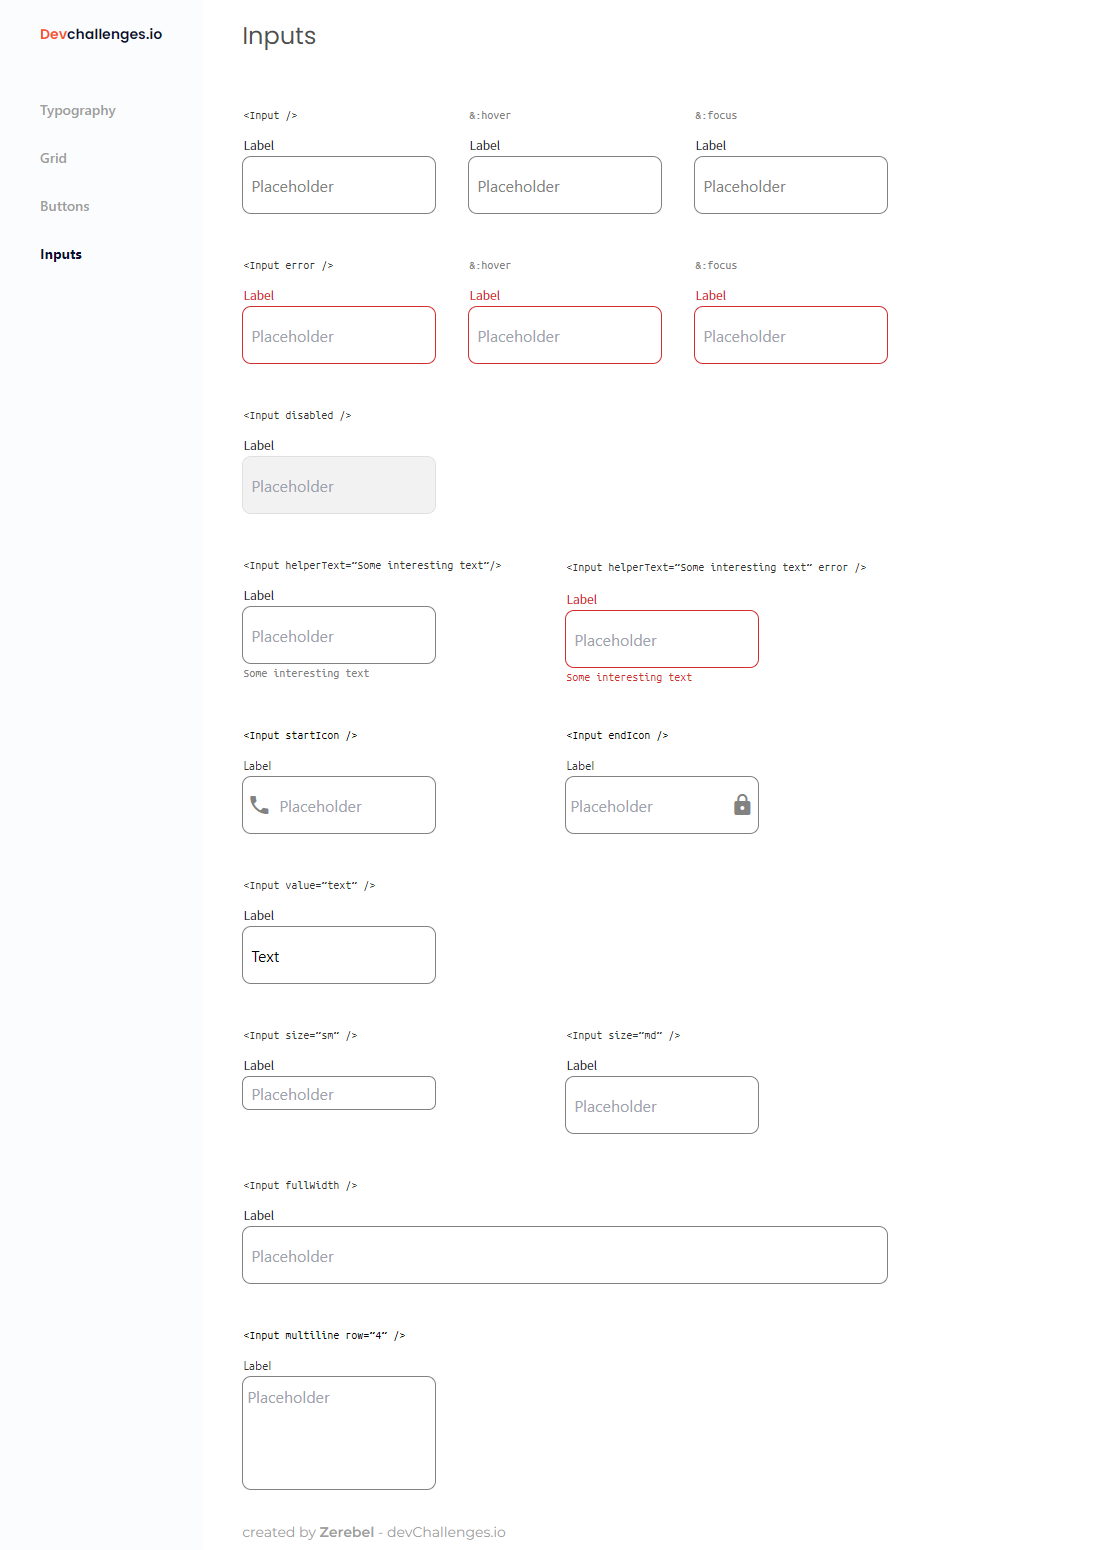 Devchallenges.io
Typography
Grid
Buttons
Inputs
Inputs
<Input /> &:hover &:focus
Label Label Label
Placeholder Placeholder Placeholder
<Input error /> &:hover &:focus
Label Label Label
Placeholder Placeholder Placeholder
<Input disabled />
Label
Placeholder
<Input helperText=“Some interesting text”/> <Input helperText=“Some interesting text” error />
Label Label
Placeholder Placeholder
Some interesting text Some interesting text
<Input startIcon /> <Input endIcon />
Label Label
Placeholder Placeholder
<Input value=“text” />
Label
Text
<Input size=“sm” /> <Input size=“md” />
Label Label
Placeholder Placeholder
<Input fullWidth />
Label
Placeholder
<Input multiline row=“4” />
Label
Placeholder
created by Zerebel - devChallenges.io